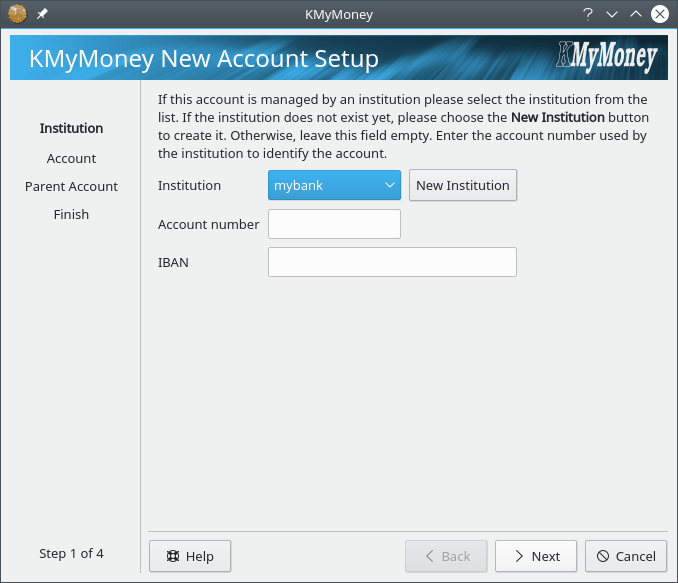 KMyMoney
KMyMoney New Account Setup
KMyMoney
Institution
Account
Parent Account
Finish
If this account is managed by an institution please select the institution from the
list. If the institution does not exist yet, please choose the New Institution button
to create it. Otherwise, leave this field empty. Enter the account number used by
the institution to identify the account.
Institution mybank New Institution
Account number
IBAN
Step 1 of 4
Help Back Next Cancel